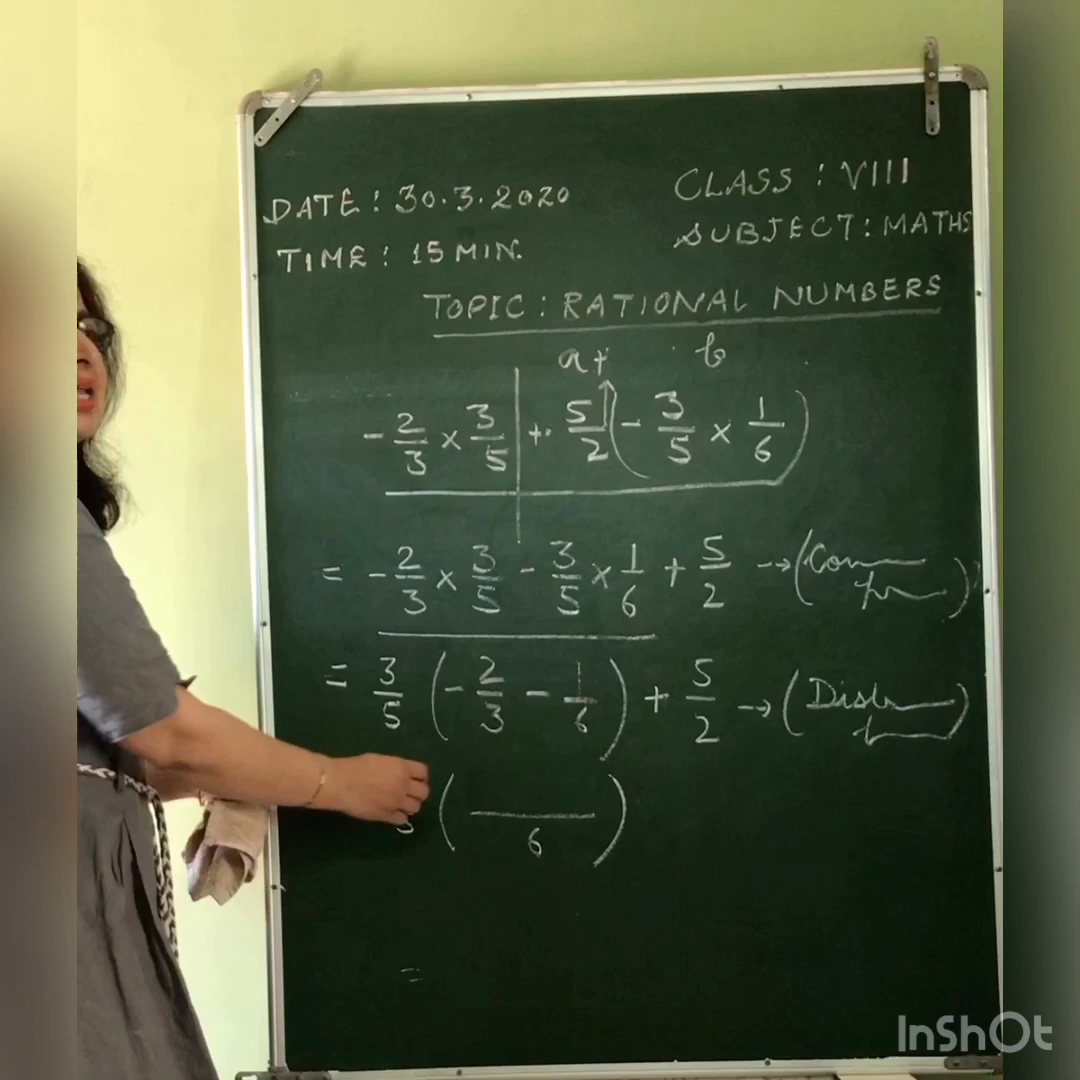 DATE : 30.3.2020
CLASS : VIII
TIME : 15 MIN.
SUBJECT : MATHS
TOPIC : RATIONAL NUMBERS
a + b
- 2/3 × 3/5 + 5/2 ( - 3/5 × 1/6 )
= - 2/3 × 3/5 - 3/5 × 1/6 + 5/2 → (Com
= 3/5 ( - 2/3 - 1/6 ) + 5/2 → (Dist
( /6 )
=
InShOt